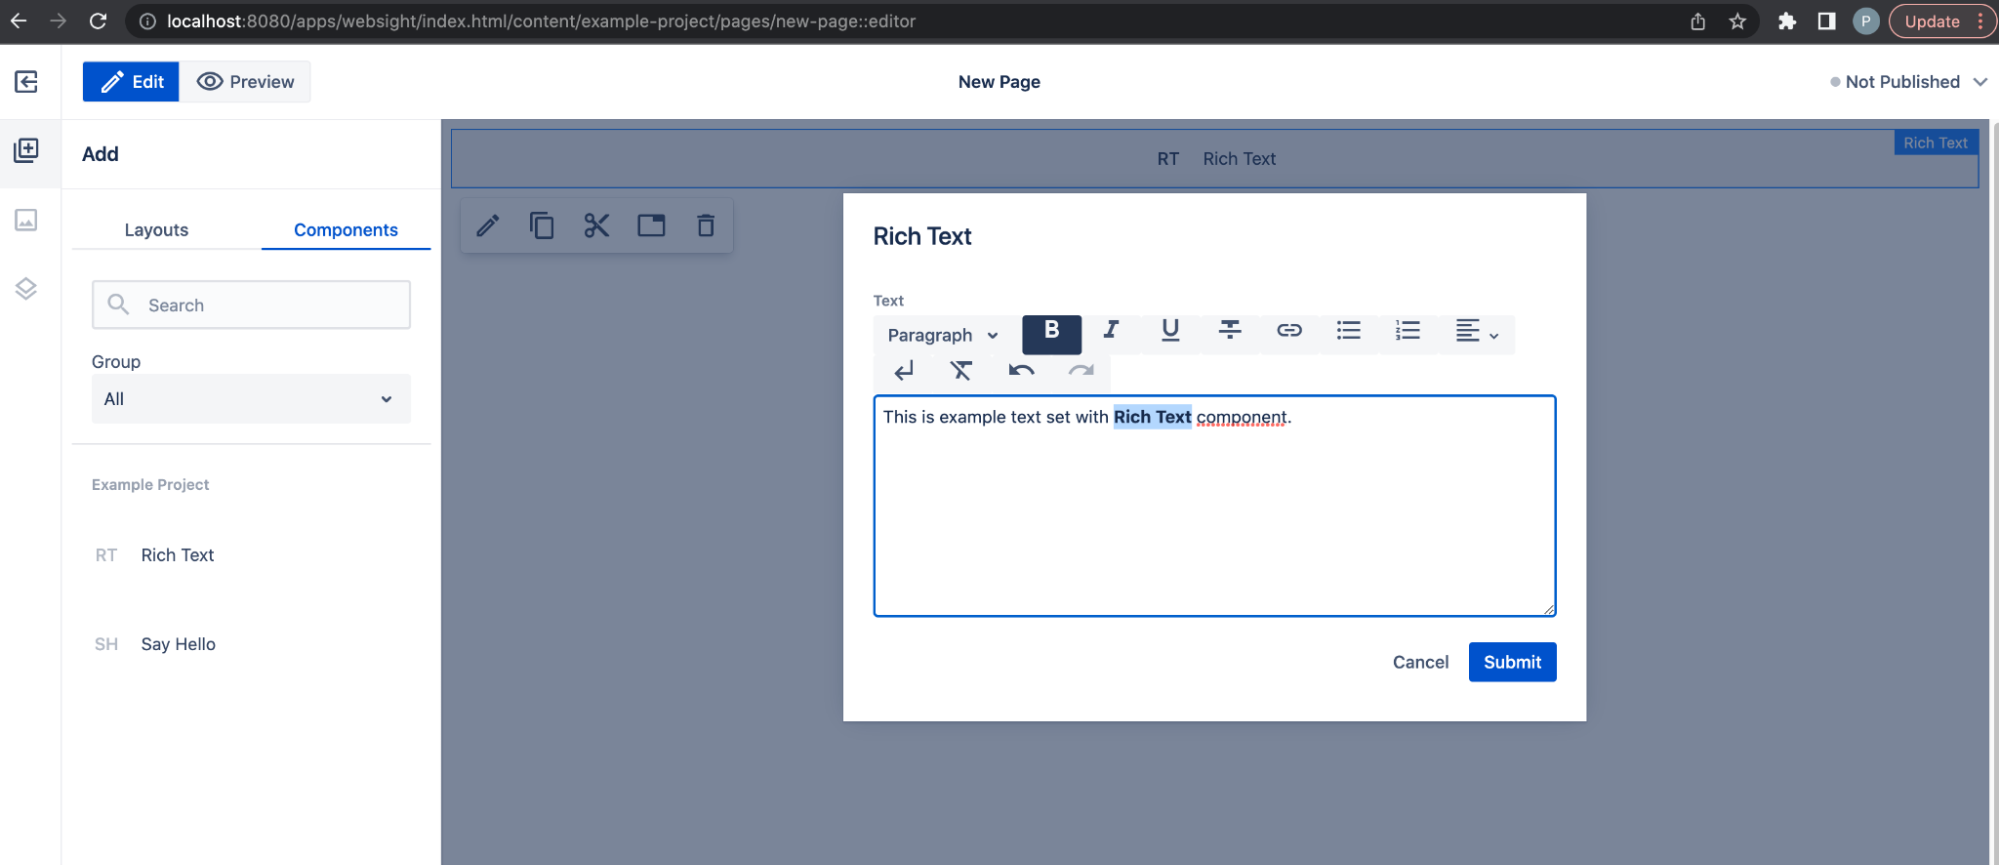 localhost:8080/apps/websight/index.html/content/example-project/pages/new-page::editor
P
Update
Edit
Preview
New Page
Not Published
Add
Layouts
Components
Search
Group
All
Example Project
RT Rich Text
SH Say Hello
RT Rich Text
Rich Text
Rich Text
Text
Paragraph
B I U
This is example text set with Rich Text component.
Cancel
Submit